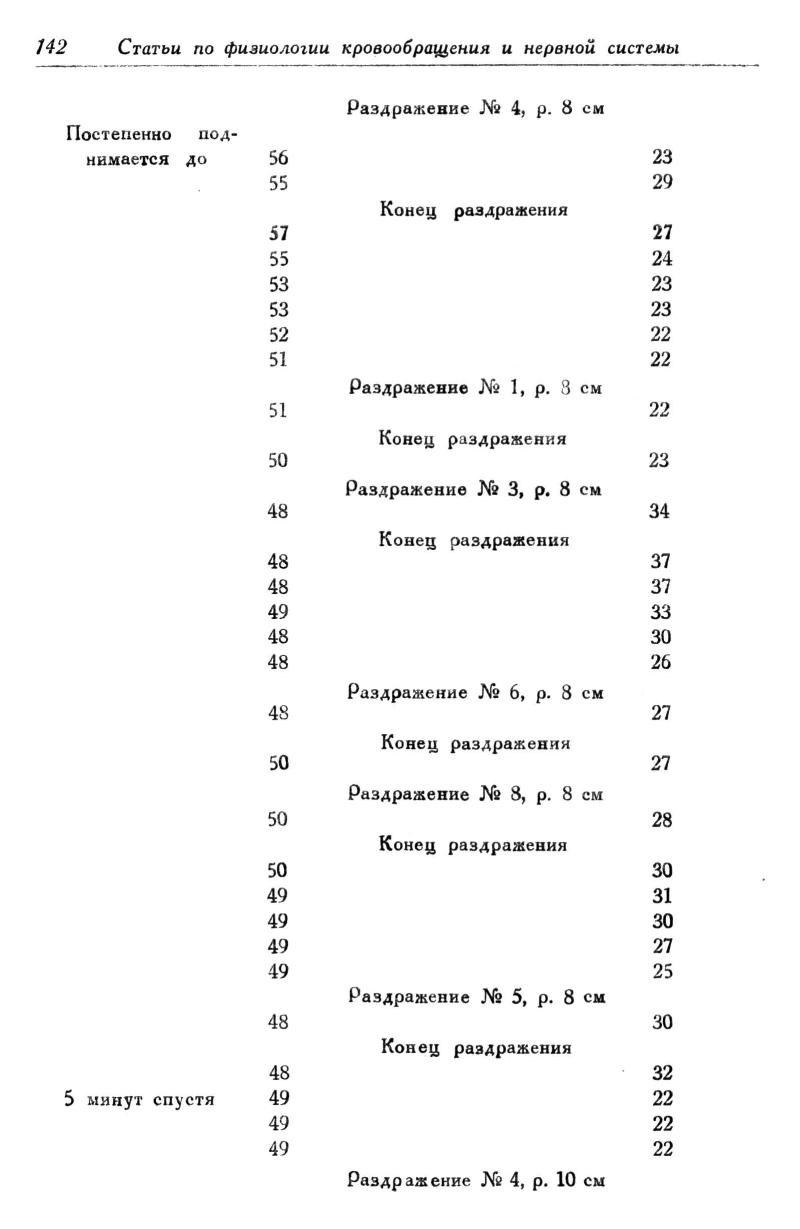 142 Статьи по физиологии кровообращения и нервной системы
Раздражение № 4, р. 8 см
Постепенно под-
нимается до 56 23
55 29
Конец раздражения
57 27
55 24
53 23
53 23
52 22
51 22
Раздражение № 1, р. 8 см
51 22
Конец раздражения
50 23
Раздражение № 3, р. 8 см
48 34
Конец раздражения
48 37
48 37
49 33
48 30
48 26
Раздражение № 6, р. 8 см
48 27
Конец раздражения
50 27
Раздражение № 8, р. 8 см
50 28
Конец раздражения
50 30
49 31
49 30
49 27
49 25
Раздражение № 5, р. 8 см
48 30
Конец раздражения
48 32
5 минут спустя 49 22
49 22
49 22
Раздражение № 4, р. 10 см